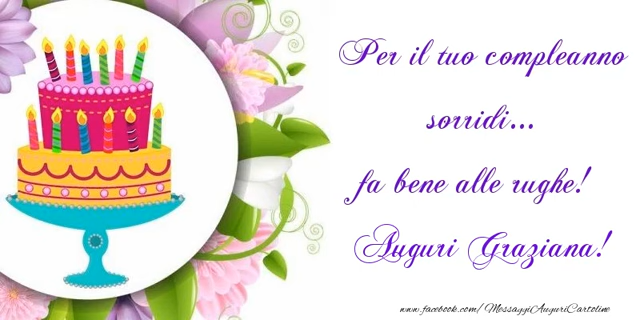 Per il tuo compleanno
sorridi...
fa bene alle rughe!
Auguri Graziana!
www.facebook.com/MessaggiAuguriCartoline